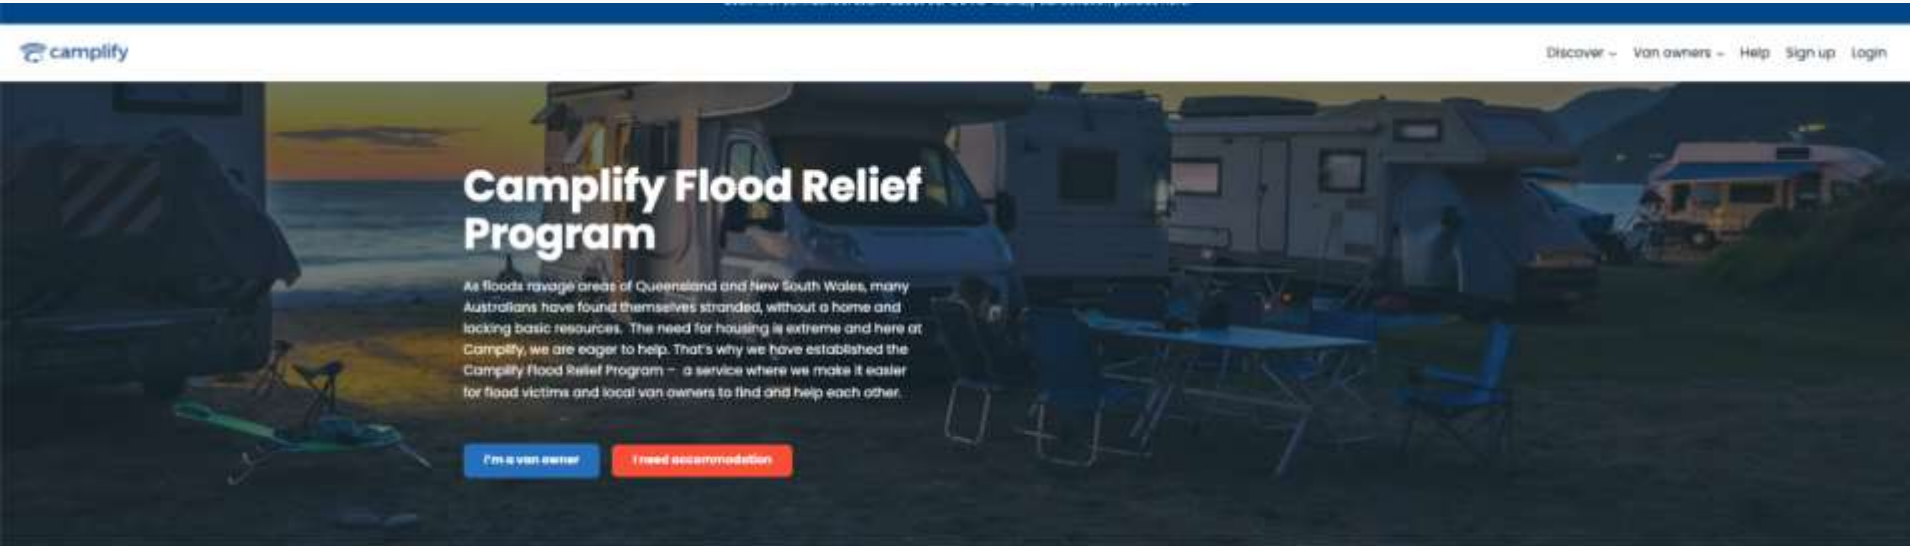 camplify
Discover Van owners Help Sign up Login
Camplify Flood Relief
Program
As floods ravage areas of Queensland and New South Wales, many
Australians have found themselves stranded, without a home and
lacking basic resources. The need for housing is extreme and here at
Camplify, we are eager to help. That's why we have established the
Camplify Flood Relief Program – a service where we make it easier
for flood victims and local van owners to find and help each other.
I'm a van owner I need accommodation